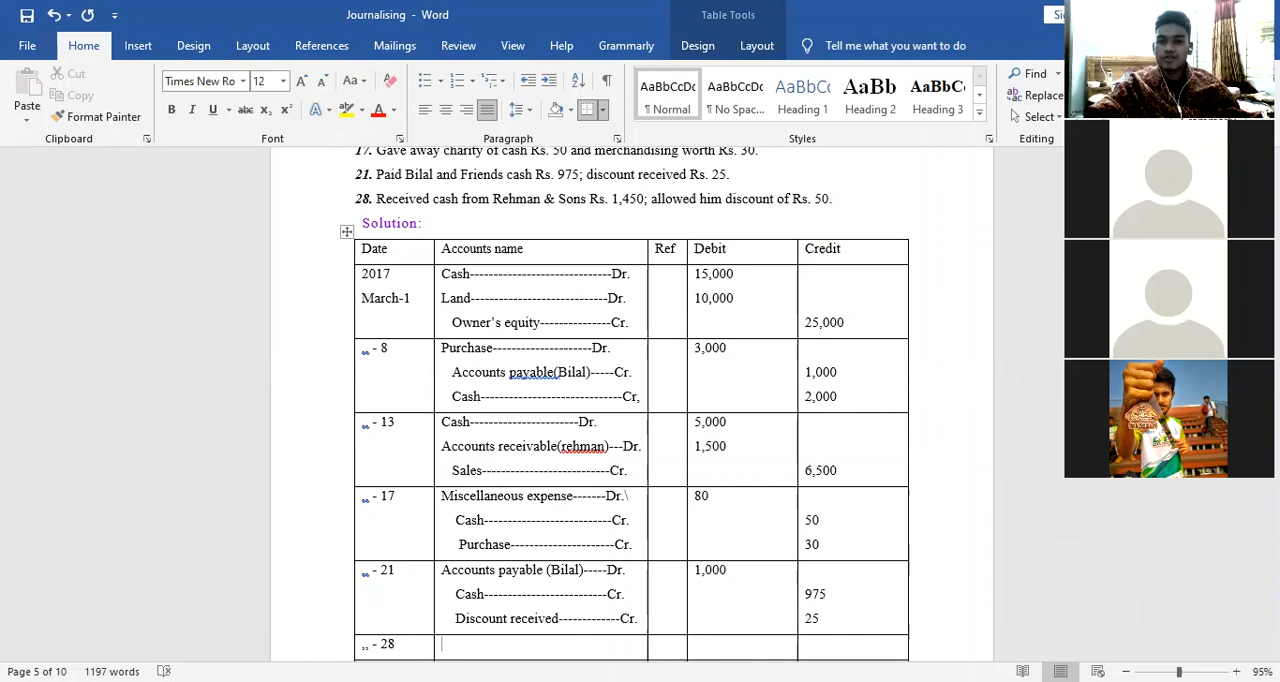 Journalising - Word
Table Tools
File Home Insert Design Layout References Mailings Review View Help Grammarly Design Layout Tell me what you want to do
Paste
Cut
Copy
Format Painter
Times New Ro 12
Aa
B I U abc x₂ x² A A
AaBbCcDc AaBbCcDc AaBbC AaBb AaBbC
¶ Normal ¶ No Spac... Heading 1 Heading 2 Heading 3
Find
Replace
Select
Clipboard Font Paragraph Styles Editing
17. Gave away charity of cash Rs. 50 and merchandising worth Rs. 30.
21. Paid Bilal and Friends cash Rs. 975; discount received Rs. 25.
28. Received cash from Rehman & Sons Rs. 1,450; allowed him discount of Rs. 50.
Solution:
Date Accounts name Ref Debit Credit
2017 Cash-------------------------------Dr. 15,000
March-1 Land------------------------------Dr. 10,000
Owner's equity---------------Cr. 25,000
,, - 8 Purchase---------------------Dr. 3,000
Accounts payable(Bilal)-----Cr. 1,000
Cash------------------------------Cr, 2,000
,, - 13 Cash-----------------------Dr. 5,000
Accounts receivable(rehman)---Dr. 1,500
Sales---------------------------Cr. 6,500
,, - 17 Miscellaneous expense-------Dr.\ 80
Cash---------------------------Cr. 50
Purchase----------------------Cr. 30
,, - 21 Accounts payable (Bilal)-----Dr. 1,000
Cash--------------------------Cr. 975
Discount received-------------Cr. 25
,, - 28
Page 5 of 10 1197 words 95%